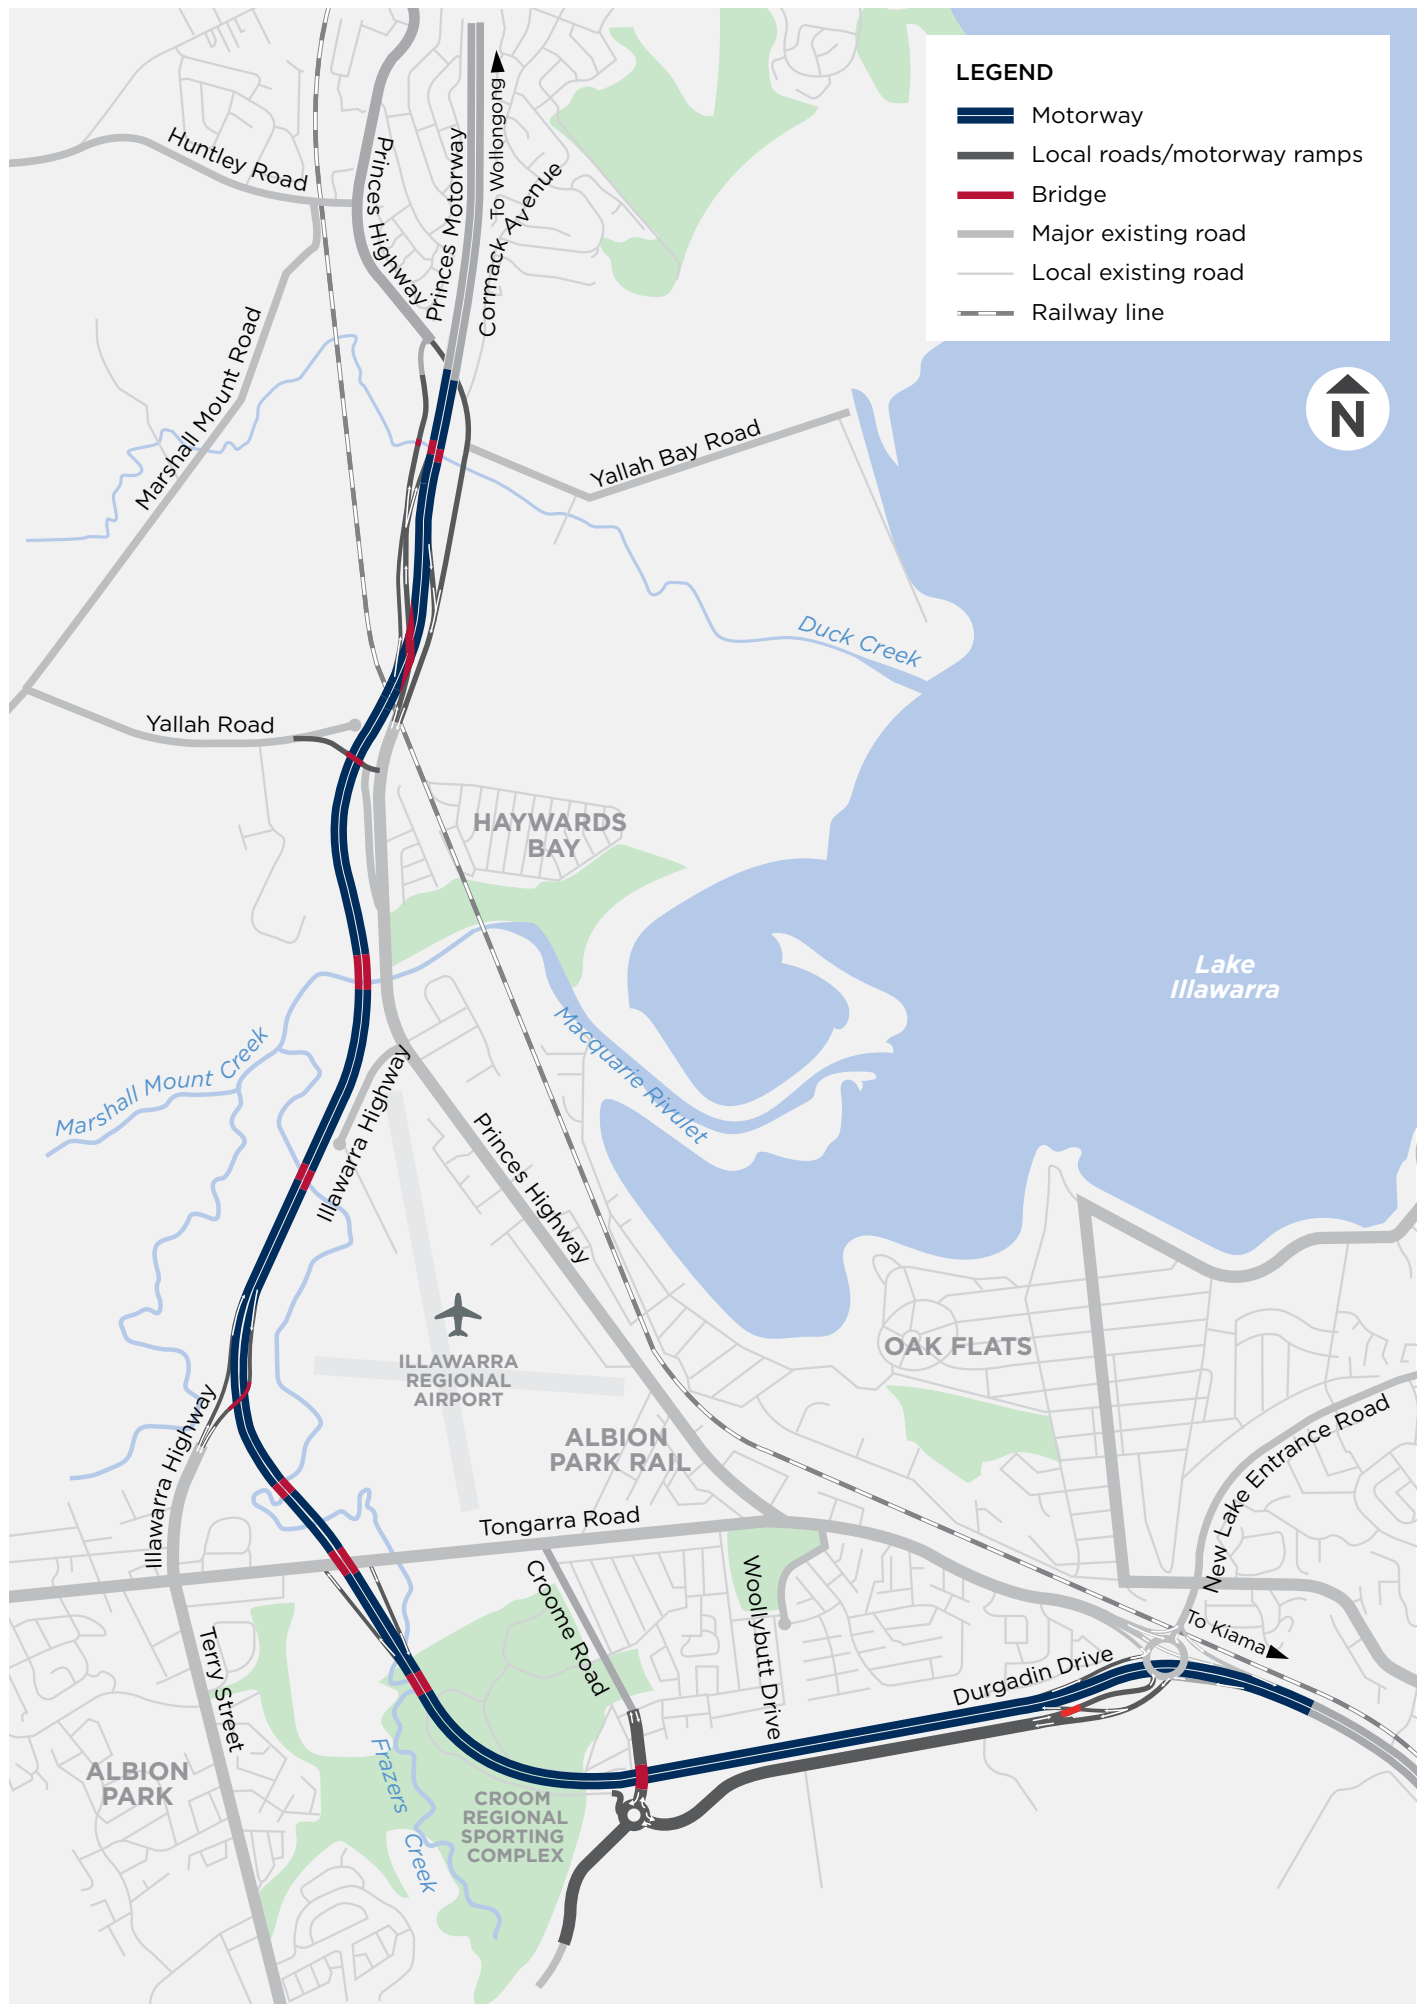 LEGEND
Motorway
Local roads/motorway ramps
Bridge
Major existing road
Local existing road
Railway line
N
To Wollongong
Huntley Road
Princes Highway
Princes Motorway
Cormack Avenue
Marshall Mount Road
Yallah Bay Road
Duck Creek
Yallah Road
HAYWARDS
BAY
Lake
Illawarra
Macquarie Rivulet
Marshall Mount Creek
Illawarra Highway
Princes Highway
ILLAWARRA
REGIONAL
AIRPORT
OAK FLATS
ALBION
PARK RAIL
New Lake Entrance Road
Illawarra Highway
Tongarra Road
Croome Road
Woollybutt Drive
To Kiama
Terry Street
Durgadin Drive
Frazers Creek
ALBION
PARK
CROOM
REGIONAL
SPORTING
COMPLEX